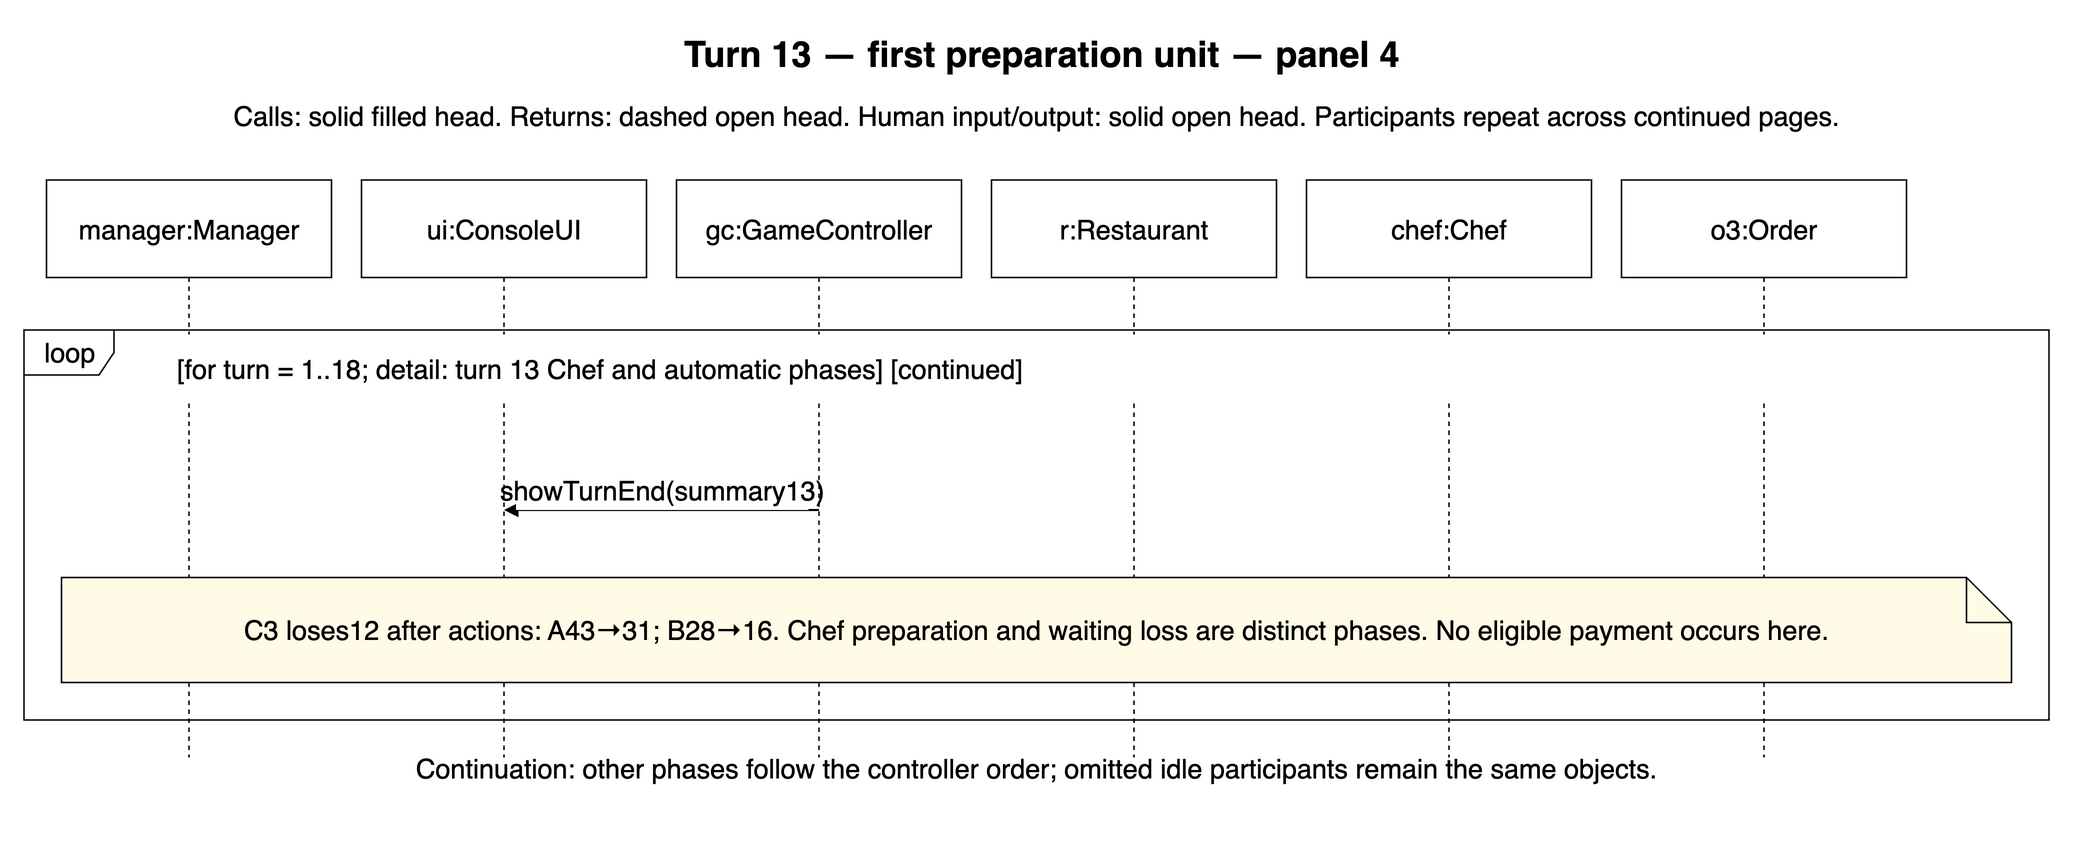 Turn 13 — first preparation unit — panel 4
Calls: solid filled head. Returns: dashed open head. Human input/output: solid open head. Participants repeat across continued pages.
manager:Manager
ui:ConsoleUI
gc:GameController
r:Restaurant
chef:Chef
o3:Order
loop
[for turn = 1..18; detail: turn 13 Chef and automatic phases] [continued]
showTurnEnd(summary13)
C3 loses12 after actions: A43→31; B28→16. Chef preparation and waiting loss are distinct phases. No eligible payment occurs here.
Continuation: other phases follow the controller order; omitted idle participants remain the same objects.